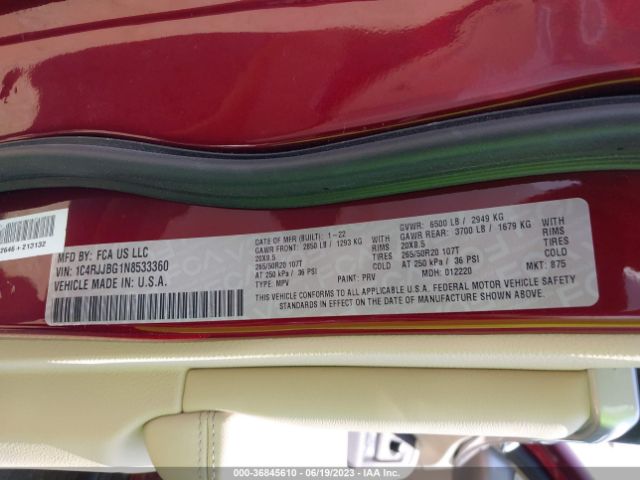 2646 • 212132
MFD BY: FCA US LLC
VIN: 1C4RJJBG1N8533360
VEHICLE MADE IN U.S.A.
DATE OF MFR (BUILT): 1-22
GAWR FRONT: 2850 LB / 1293 KG WITH
20X8.5 RIMS
265/50R20 107T TIRES
AT 250 kPa / 36 PSI COLD
TYPE: MPV PAINT: PRV
GVWR: 6500 LB / 2949 KG
GAWR REAR: 3700 LB / 1679 KG WITH
20X8.5 RIMS
265/50R20 107T TIRES
AT 250 kPa / 36 PSI COLD
MDH: 012220 MKT: 875
THIS VEHICLE CONFORMS TO ALL APPLICABLE U.S.A. FEDERAL MOTOR VEHICLE SAFETY
STANDARDS IN EFFECT ON THE DATE OF MANUFACTURE SHOWN ABOVE.
000-36845610 • 06/19/2023 • IAA Inc.